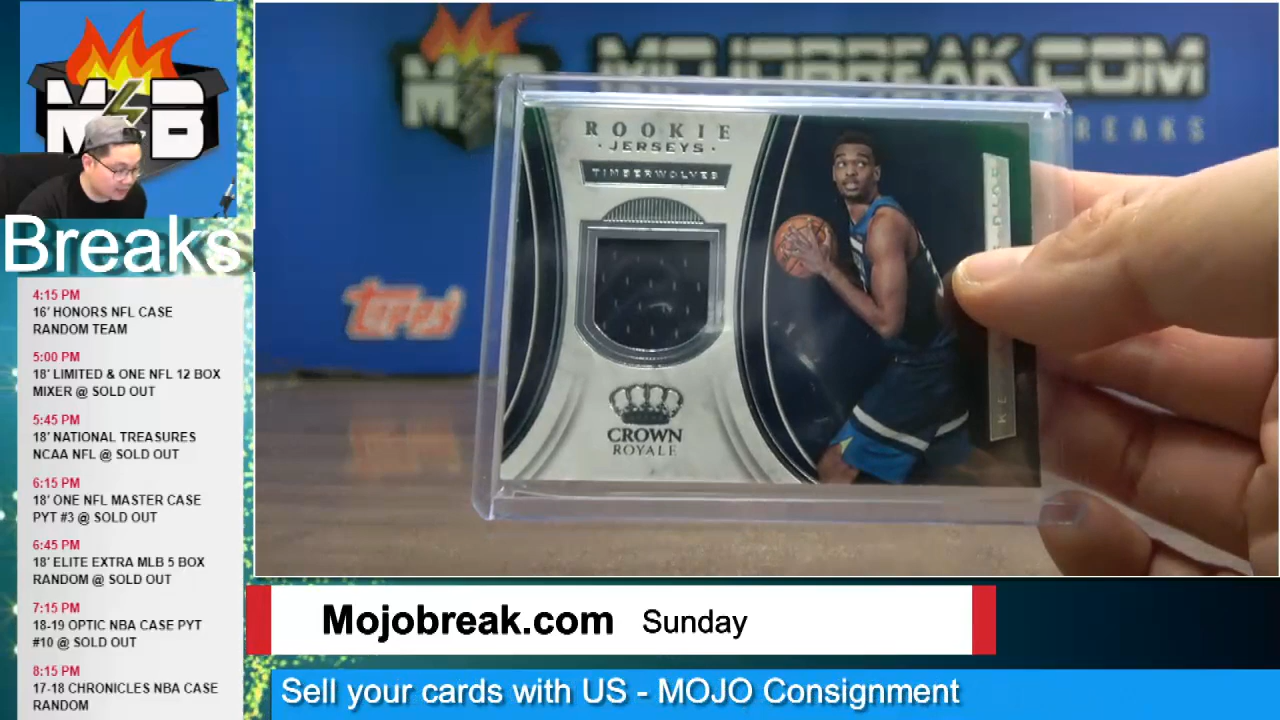 M B
Breaks
4:15 PM
16' HONORS NFL CASE
RANDOM TEAM
5:00 PM
18' LIMITED & ONE NFL 12 BOX
MIXER @ SOLD OUT
5:45 PM
18' NATIONAL TREASURES
NCAA NFL @ SOLD OUT
6:15 PM
18' ONE NFL MASTER CASE
PYT #3 @ SOLD OUT
6:45 PM
18' ELITE EXTRA MLB 5 BOX
RANDOM @ SOLD OUT
7:15 PM
18-19 OPTIC NBA CASE PYT
#10 @ SOLD OUT
8:15 PM
17-18 CHRONICLES NBA CASE
RANDOM
MOJOBREAK.COM
REAKS
TOPPS
ROOKIE
· JERSEYS ·
TIMBERWOLVES
CROWN
ROYALE
Mojobreak.com Sunday
Sell your cards with US - MOJO Consignment